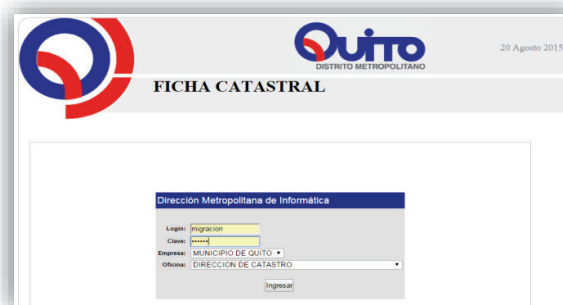 QUITO
DISTRITO METROPOLITANO
20 Agosto 2015
FICHA CATASTRAL
Dirección Metropolitana de Informática
Login: migracion
Clave: ••••••
Empresa: MUNICIPIO DE QUITO
Oficina: DIRECCION DE CATASTRO
Ingresar